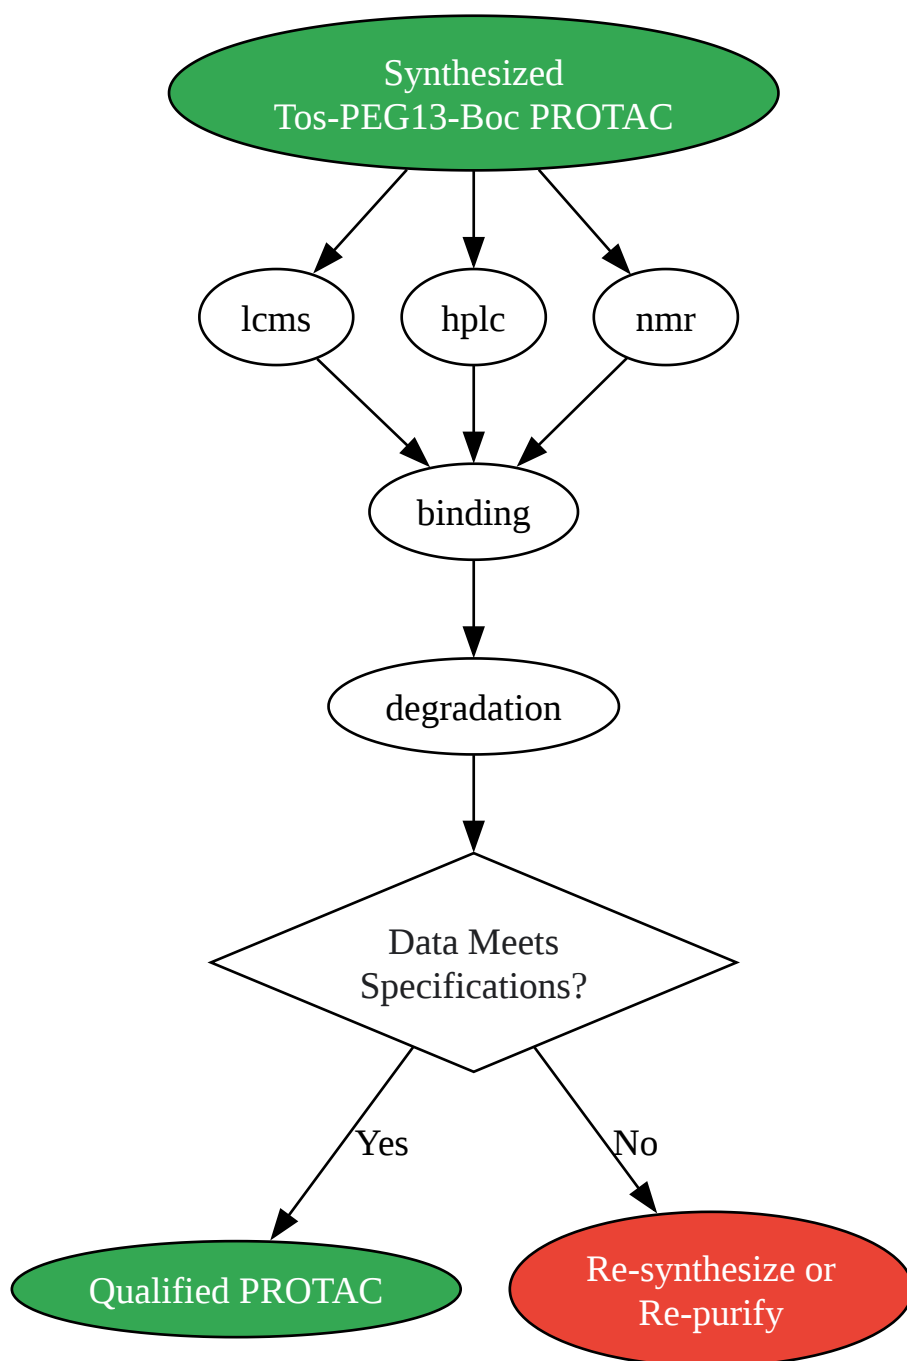 Synthesized
Tos-PEG13-Boc PROTAC
lcms
hplc
nmr
binding
degradation
Data Meets
Specifications?
Yes
No
Qualified PROTAC
Re-synthesize or
Re-purify